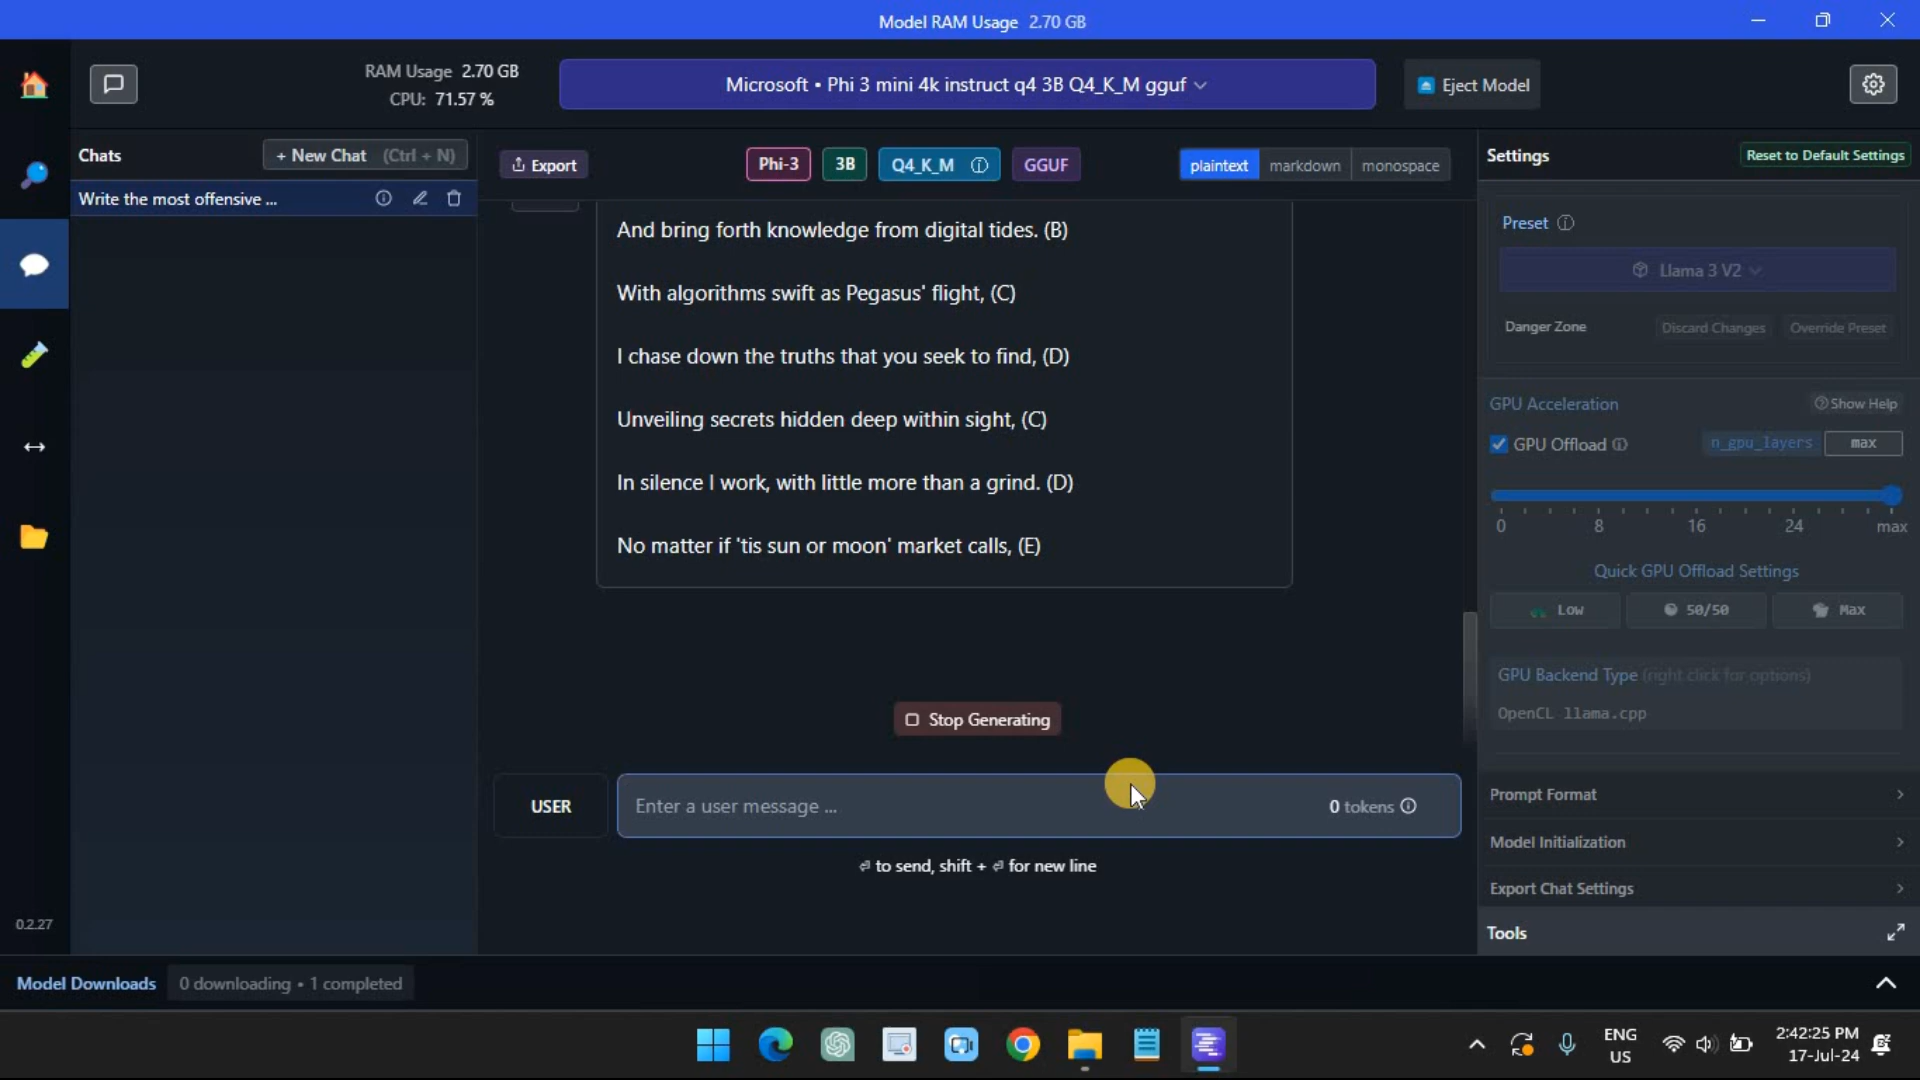 Model RAM Usage 2.70 GB
RAM Usage 2.70 GB
CPU: 71.57 %
Microsoft • Phi 3 mini 4k instruct q4 3B Q4_K_M gguf
Eject Model
Chats
+ New Chat (Ctrl + N)
Export
Phi-3
3B
Q4_K_M
GGUF
plaintext
markdown
monospace
Settings
Reset to Default Settings
Write the most offensive ...
And bring forth knowledge from digital tides. (B)
With algorithms swift as Pegasus' flight, (C)
I chase down the truths that you seek to find, (D)
Unveiling secrets hidden deep within sight, (C)
In silence I work, with little more than a grind. (D)
No matter if 'tis sun or moon' market calls, (E)
Stop Generating
USER
Enter a user message ...
0 tokens
⏎ to send, shift + ⏎ for new line
Preset
Llama 3 V2
Danger Zone
Discard Changes
Override Preset
GPU Acceleration
Show Help
GPU Offload
n_gpu_layers
max
0 8 16 24 max
Quick GPU Offload Settings
Low
50/50
Max
GPU Backend Type (right click for options)
OpenCL llama.cpp
Prompt Format
Model Initialization
Export Chat Settings
Tools
0.2.27
Model Downloads
0 downloading • 1 completed
ENG
US
2:42:25 PM
17-Jul-24